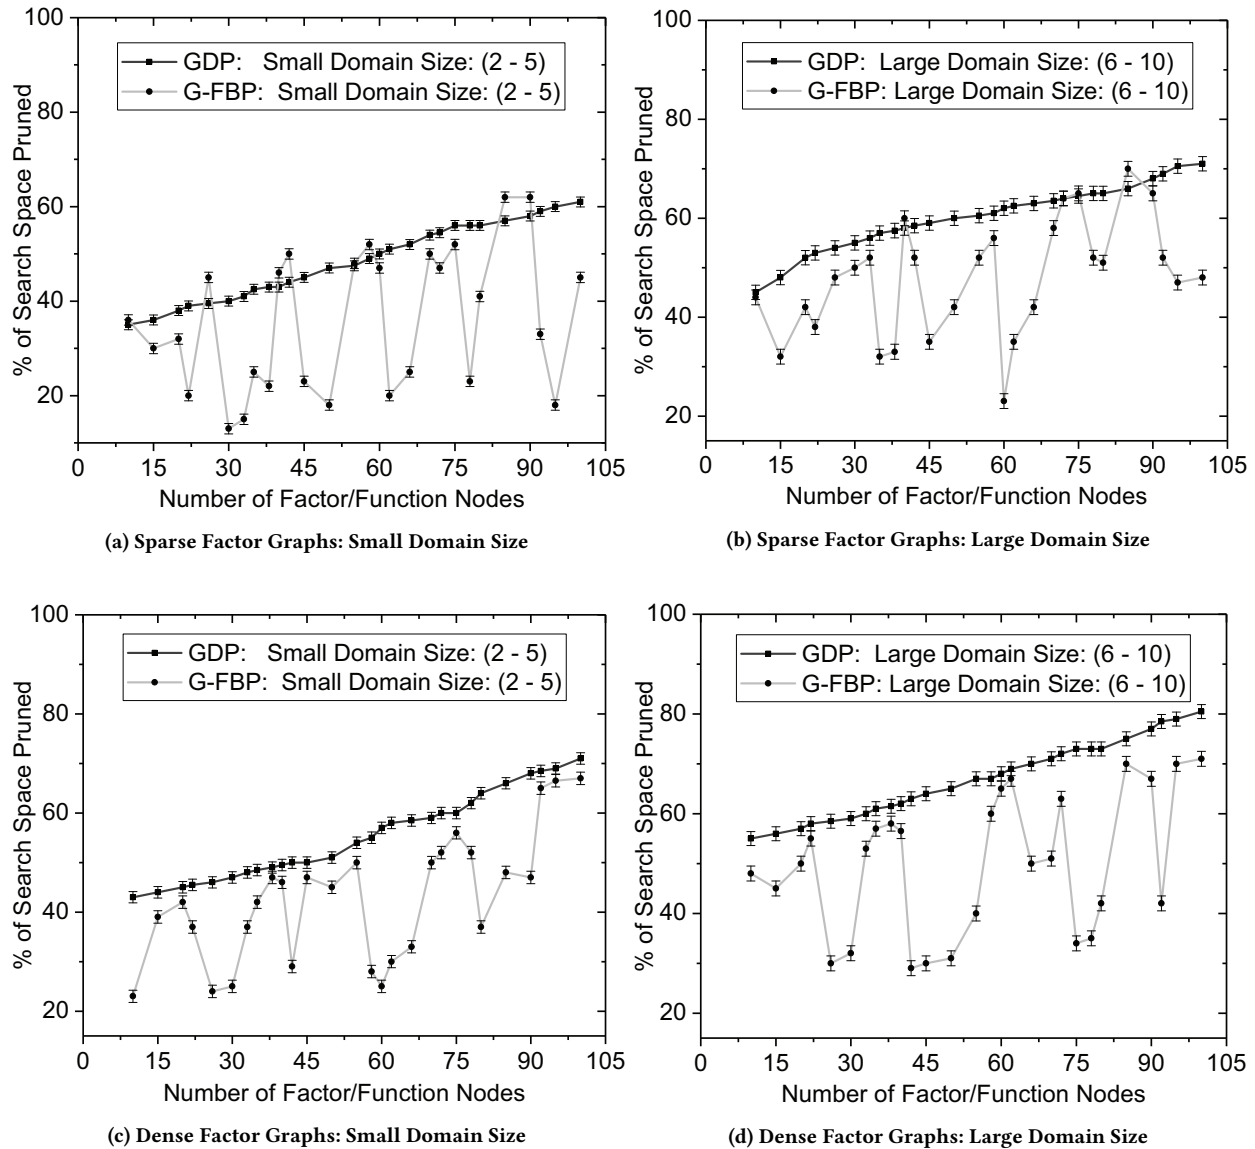 100
80
60
40
20
% of Search Space Pruned
GDP: Small Domain Size: (2 - 5)
G-FBP: Small Domain Size: (2 - 5)
0 15 30 45 60 75 90 105
Number of Factor/Function Nodes
(a) Sparse Factor Graphs: Small Domain Size
100
80
60
40
20
% of Search Space Pruned
GDP: Large Domain Size: (6 - 10)
G-FBP: Large Domain Size: (6 - 10)
0 15 30 45 60 75 90 105
Number of Factor/Function Nodes
(b) Sparse Factor Graphs: Large Domain Size
100
80
60
40
20
% of Search Space Pruned
GDP: Small Domain Size: (2 - 5)
G-FBP: Small Domain Size: (2 - 5)
0 15 30 45 60 75 90 105
Number of Factor/Function Nodes
(c) Dense Factor Graphs: Small Domain Size
100
80
60
40
20
% of Search Space Pruned
GDP: Large Domain Size: (6 - 10)
G-FBP: Large Domain Size: (6 - 10)
0 15 30 45 60 75 90 105
Number of Factor/Function Nodes
(d) Dense Factor Graphs: Large Domain Size